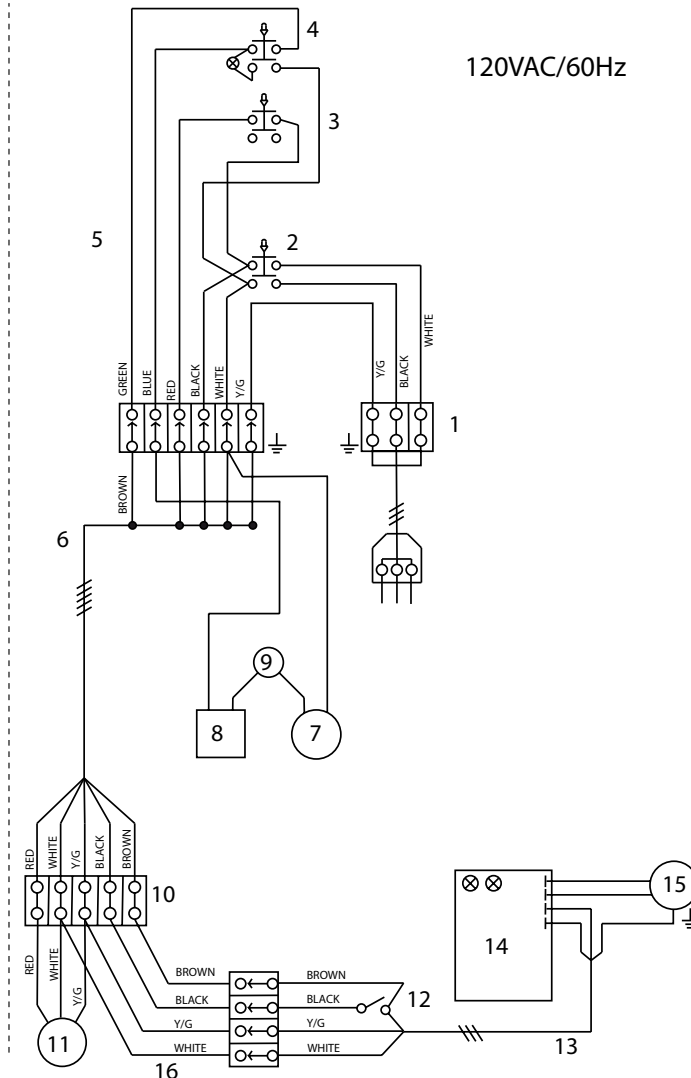 4
120VAC/60Hz
3
5
2
GREEN
BLUE
RED
BLACK
WHITE
Y/G
Y/G
BLACK
WHITE
1
BROWN
6
9
8
7
RED
WHITE
Y/G
BLACK
BROWN
10
15
14
RED
WHITE
Y/G
BROWN
BROWN
12
BLACK
BLACK
Y/G
Y/G
11
WHITE
WHITE
13
16